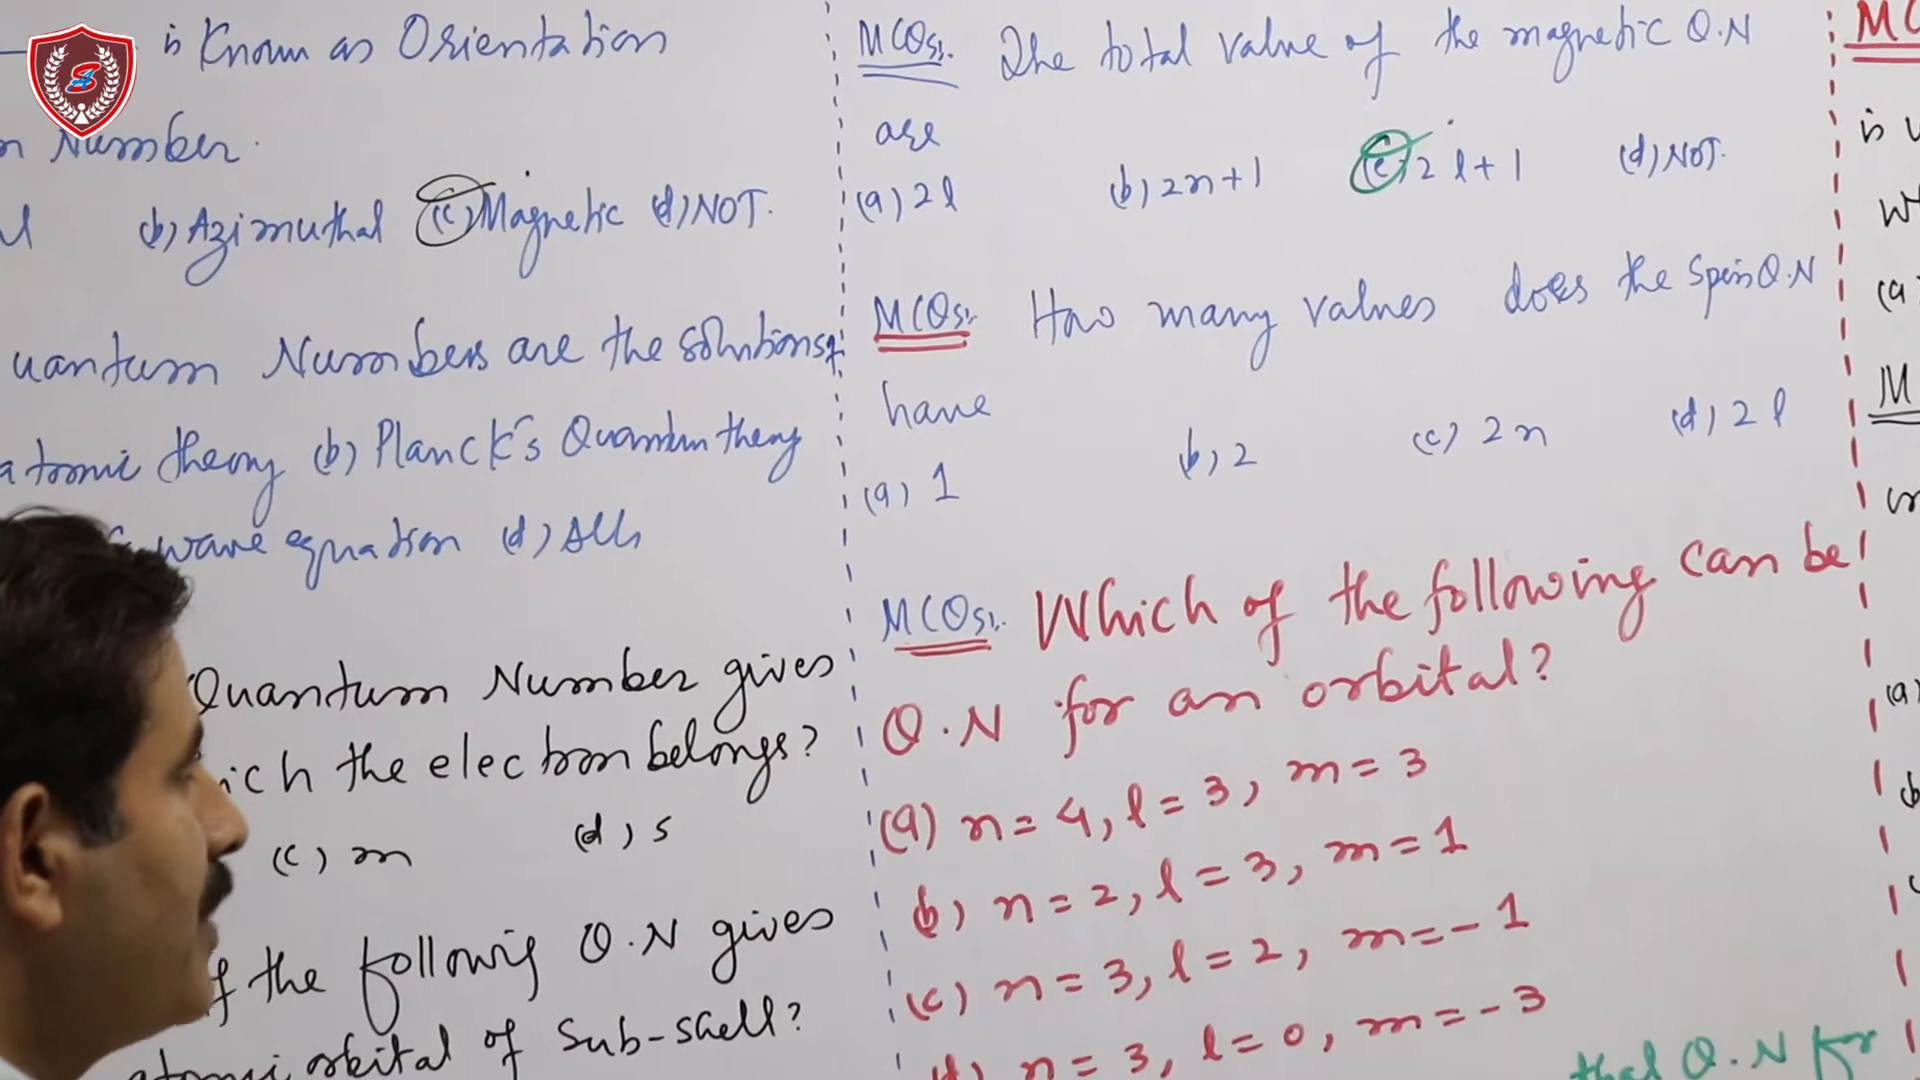 is Known as Orientation
n Number.
(b) Azimuthal (c) Magnetic (d) NOT.
uantum Numbers are the solutions of
atomic theory (b) Planck's Quantum theory
wave equation (d) All
Quantum Number gives
ich the electron belongs?
(c) m (d) s
f the following Q.N gives
atomic orbital of Sub-shell?
MCQs:. The total value of the magnetic Q.N
are
(a) 2l (b) 2n+1 (c) 2l+1 (d) NOT.
MCQs:. How many values does the spin Q.N
have
(a) 1 (b) 2 (c) 2n (d) 2l
MCQs:. Which of the following can be
Q.N for an orbital?
(a) n=4, l=3, m=3
(b) n=2, l=3, m=1
(c) n=3, l=2, m=-1
(d) n=3, l=0, m=-3
Q.N for
MC
is
(a)
M
(a)
(b